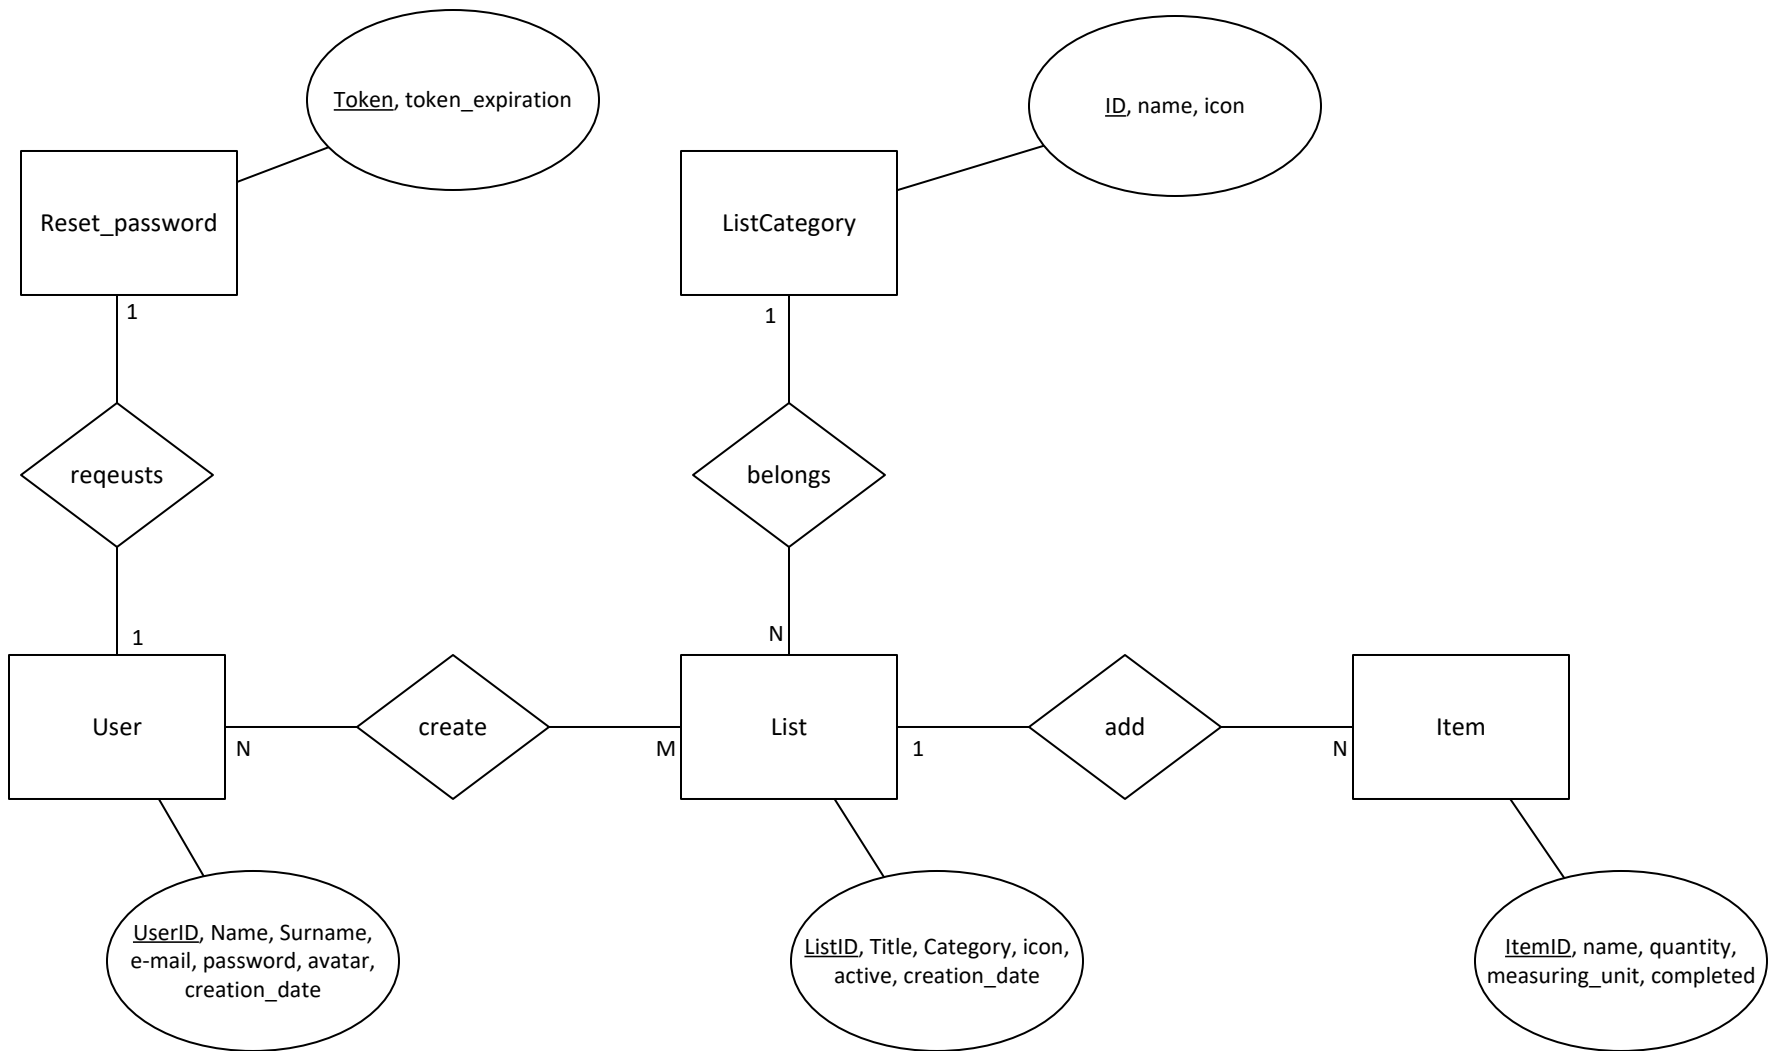 Token, token_expiration
ID, name, icon
Reset_password
ListCategory
1
1
reqeusts
belongs
1
N
User
create
List
add
Item
N
M
1
N
UserID, Name, Surname,
e-mail, password, avatar,
creation_date
ListID, Title, Category, icon,
active, creation_date
ItemID, name, quantity,
measuring_unit, completed